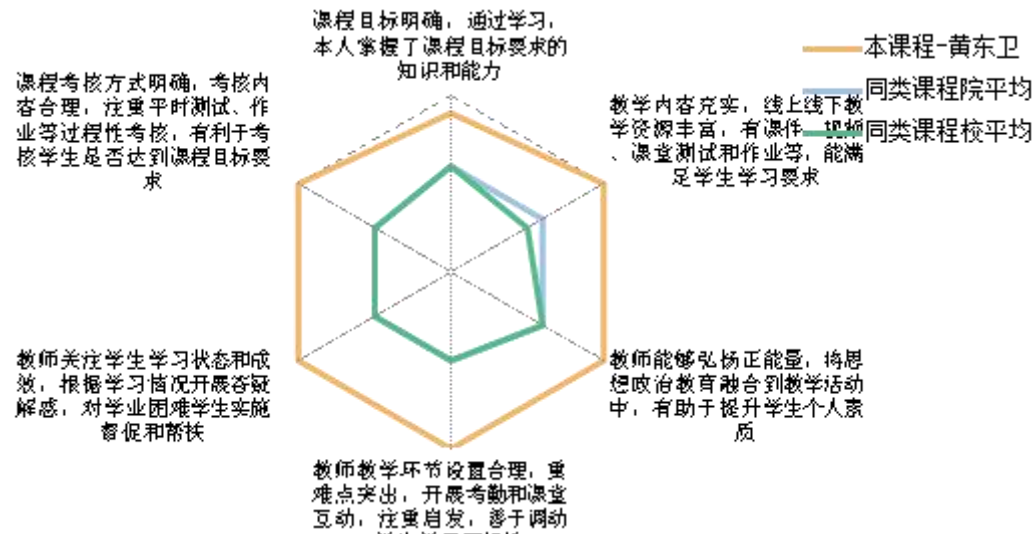 课程目标明确，通过学习，
本人掌握了课程目标要求的
知识和能力
本课程-黄东卫
同类课程院平均
同类课程校平均
课程考核方式明确，考核内
容合理，注重平时测试、作
业等过程性考核，有利于考
核学生是否达到课程目标要
求
教学内容充实，线上线下教
学资源丰富，有课件、视频
、课堂测试和作业等，能满
足学生学习要求
教师关注学生学习状态和成
效，根据学习情况开展答疑
解惑，对学业困难学生实施
督促和帮扶
教师能够弘扬正能量，将思
想政治教育融合到教学活动
中，有助于提升学生个人素
质
教师教学环节设置合理，重
难点突出，开展考勤和课堂
互动，注重启发，善于调动